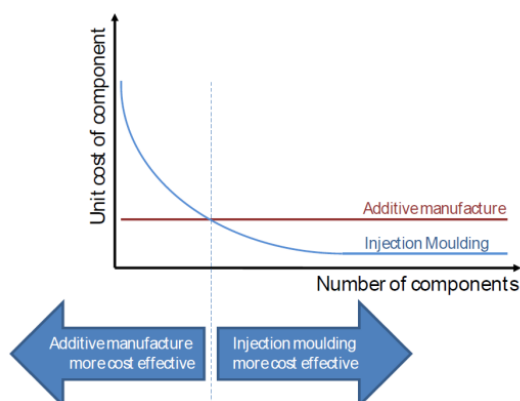 Unit cost of component
Additive manufacture
Injection Moulding
Number of components
Additive manufacture
more cost effective
Injection moulding
more cost effective